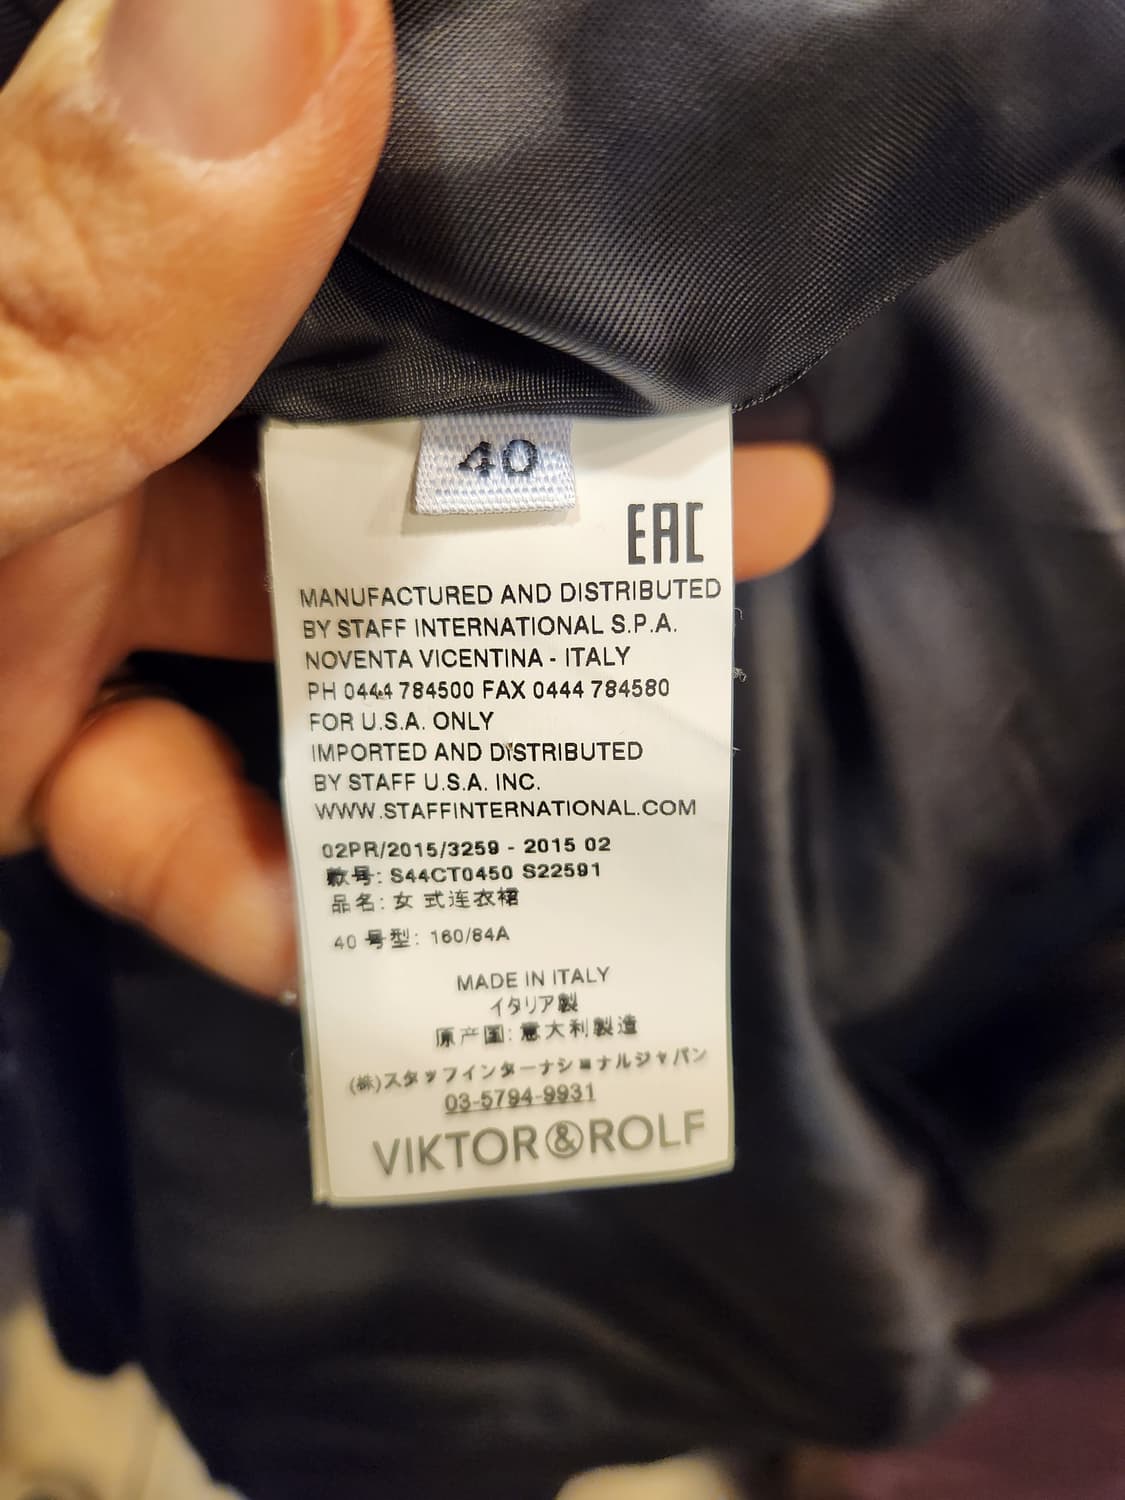 40
EAC
MANUFACTURED AND DISTRIBUTED
BY STAFF INTERNATIONAL S.P.A.
NOVENTA VICENTINA - ITALY
PH 0444 784500 FAX 0444 784580
FOR U.S.A. ONLY
IMPORTED AND DISTRIBUTED
BY STAFF U.S.A. INC.
WWW.STAFFINTERNATIONAL.COM
02PR/2015/3259 - 2015 02
款号: S44CT0450 S22591
品名: 女 式连衣裙
40 号型: 160/84A
MADE IN ITALY
イタリア製
原产国: 意大利製造
(株)スタッフインターナショナルジャパン
03-5794-9931
VIKTOR&ROLF